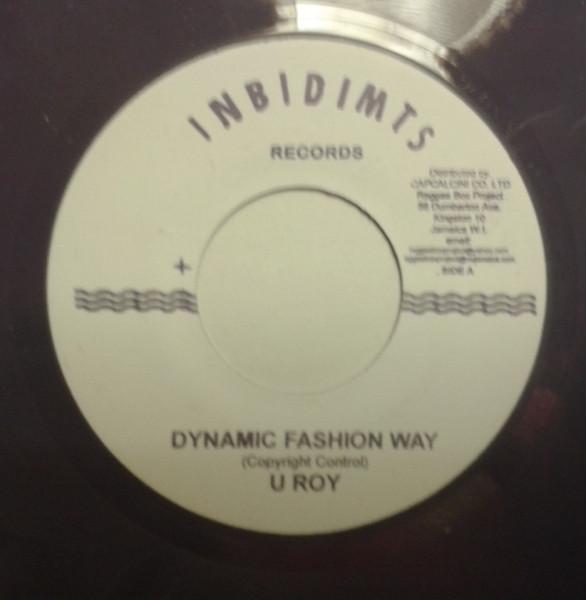 INBIDIMTS
RECORDS
Distributed by
CAPCALCINI CO. LTD
Reggae Box Project
Kingston 10
Jamaica W.I.
email:
SIDE A
+
DYNAMIC FASHION WAY
(Copyright Control)
U ROY